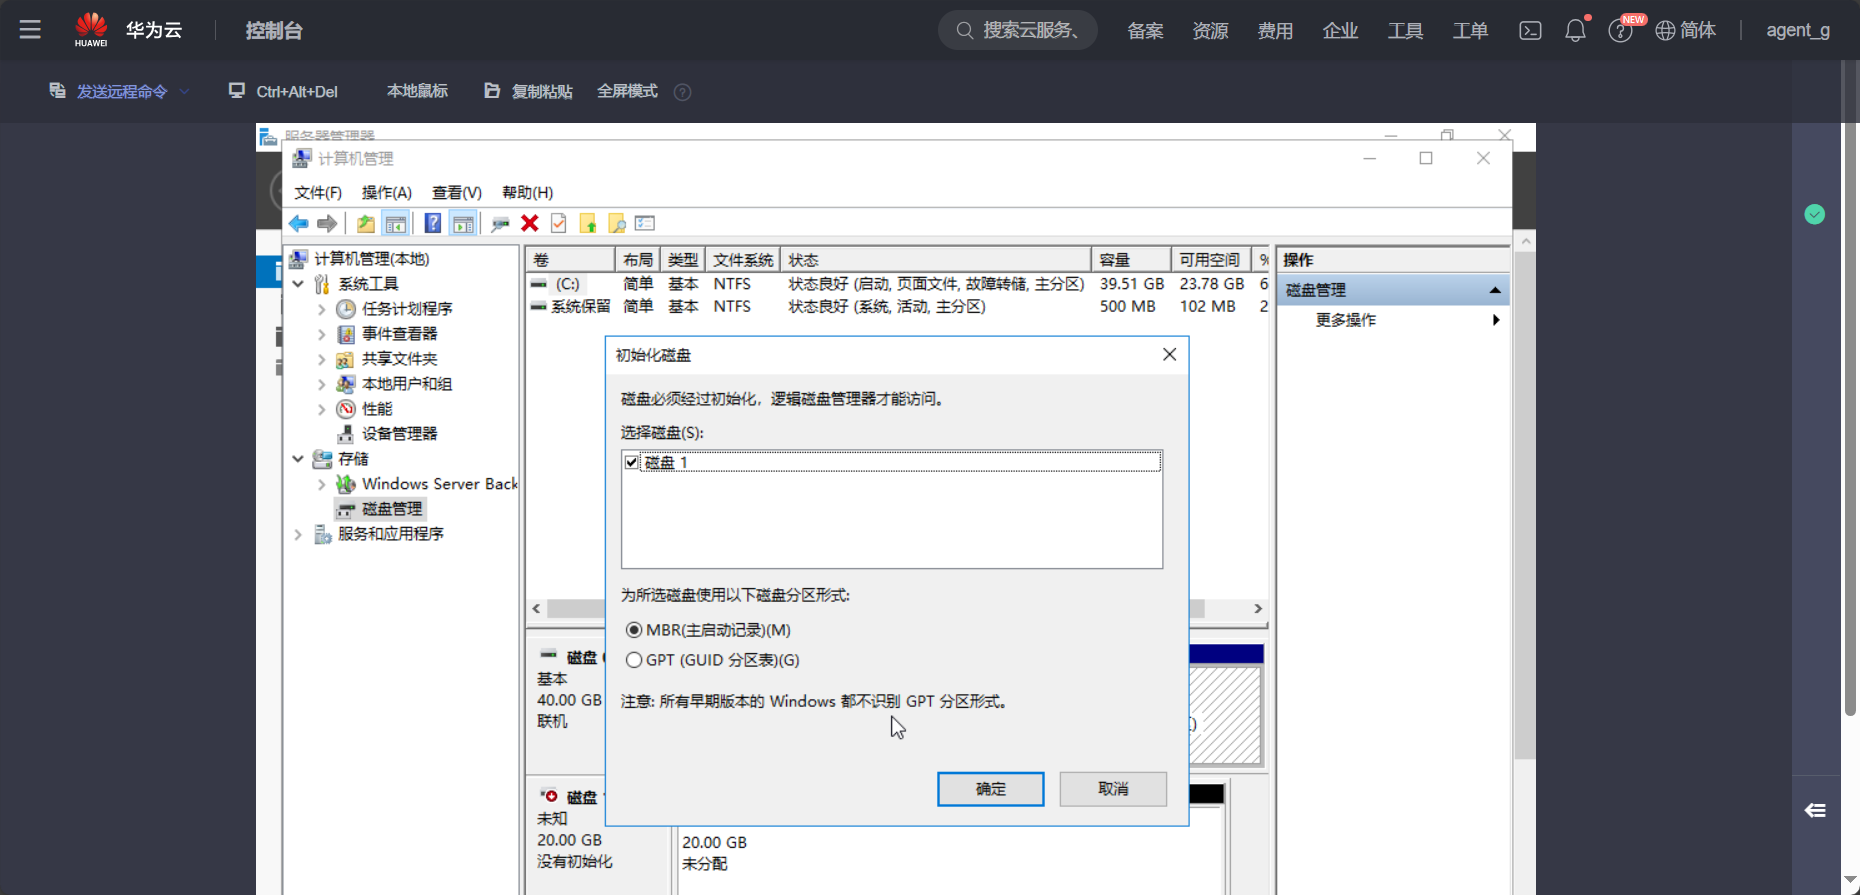 HUAWEI
华为云
控制台
搜索云服务、
备案
资源
费用
企业
工具
工单
NEW
简体
agent_g
发送远程命令
Ctrl+Alt+Del
本地鼠标
复制粘贴
全屏模式
服务器管理器
计算机管理
文件(F) 操作(A) 查看(V) 帮助(H)
计算机管理(本地)
系统工具
任务计划程序
事件查看器
共享文件夹
本地用户和组
性能
设备管理器
存储
Windows Server Back
磁盘管理
服务和应用程序
卷 布局 类型 文件系统 状态 容量 可用空间 %
(C:) 简单 基本 NTFS 状态良好 (启动, 页面文件, 故障转储, 主分区) 39.51 GB 23.78 GB 6
系统保留 简单 基本 NTFS 状态良好 (系统, 活动, 主分区) 500 MB 102 MB 2
操作
磁盘管理
更多操作
初始化磁盘
磁盘必须经过初始化，逻辑磁盘管理器才能访问。
选择磁盘(S):
磁盘 1
为所选磁盘使用以下磁盘分区形式:
MBR(主启动记录)(M)
GPT (GUID 分区表)(G)
注意: 所有早期版本的 Windows 都不识别 GPT 分区形式。
确定
取消
磁盘
基本
40.00 GB
联机
磁盘
未知
20.00 GB
没有初始化
20.00 GB
未分配